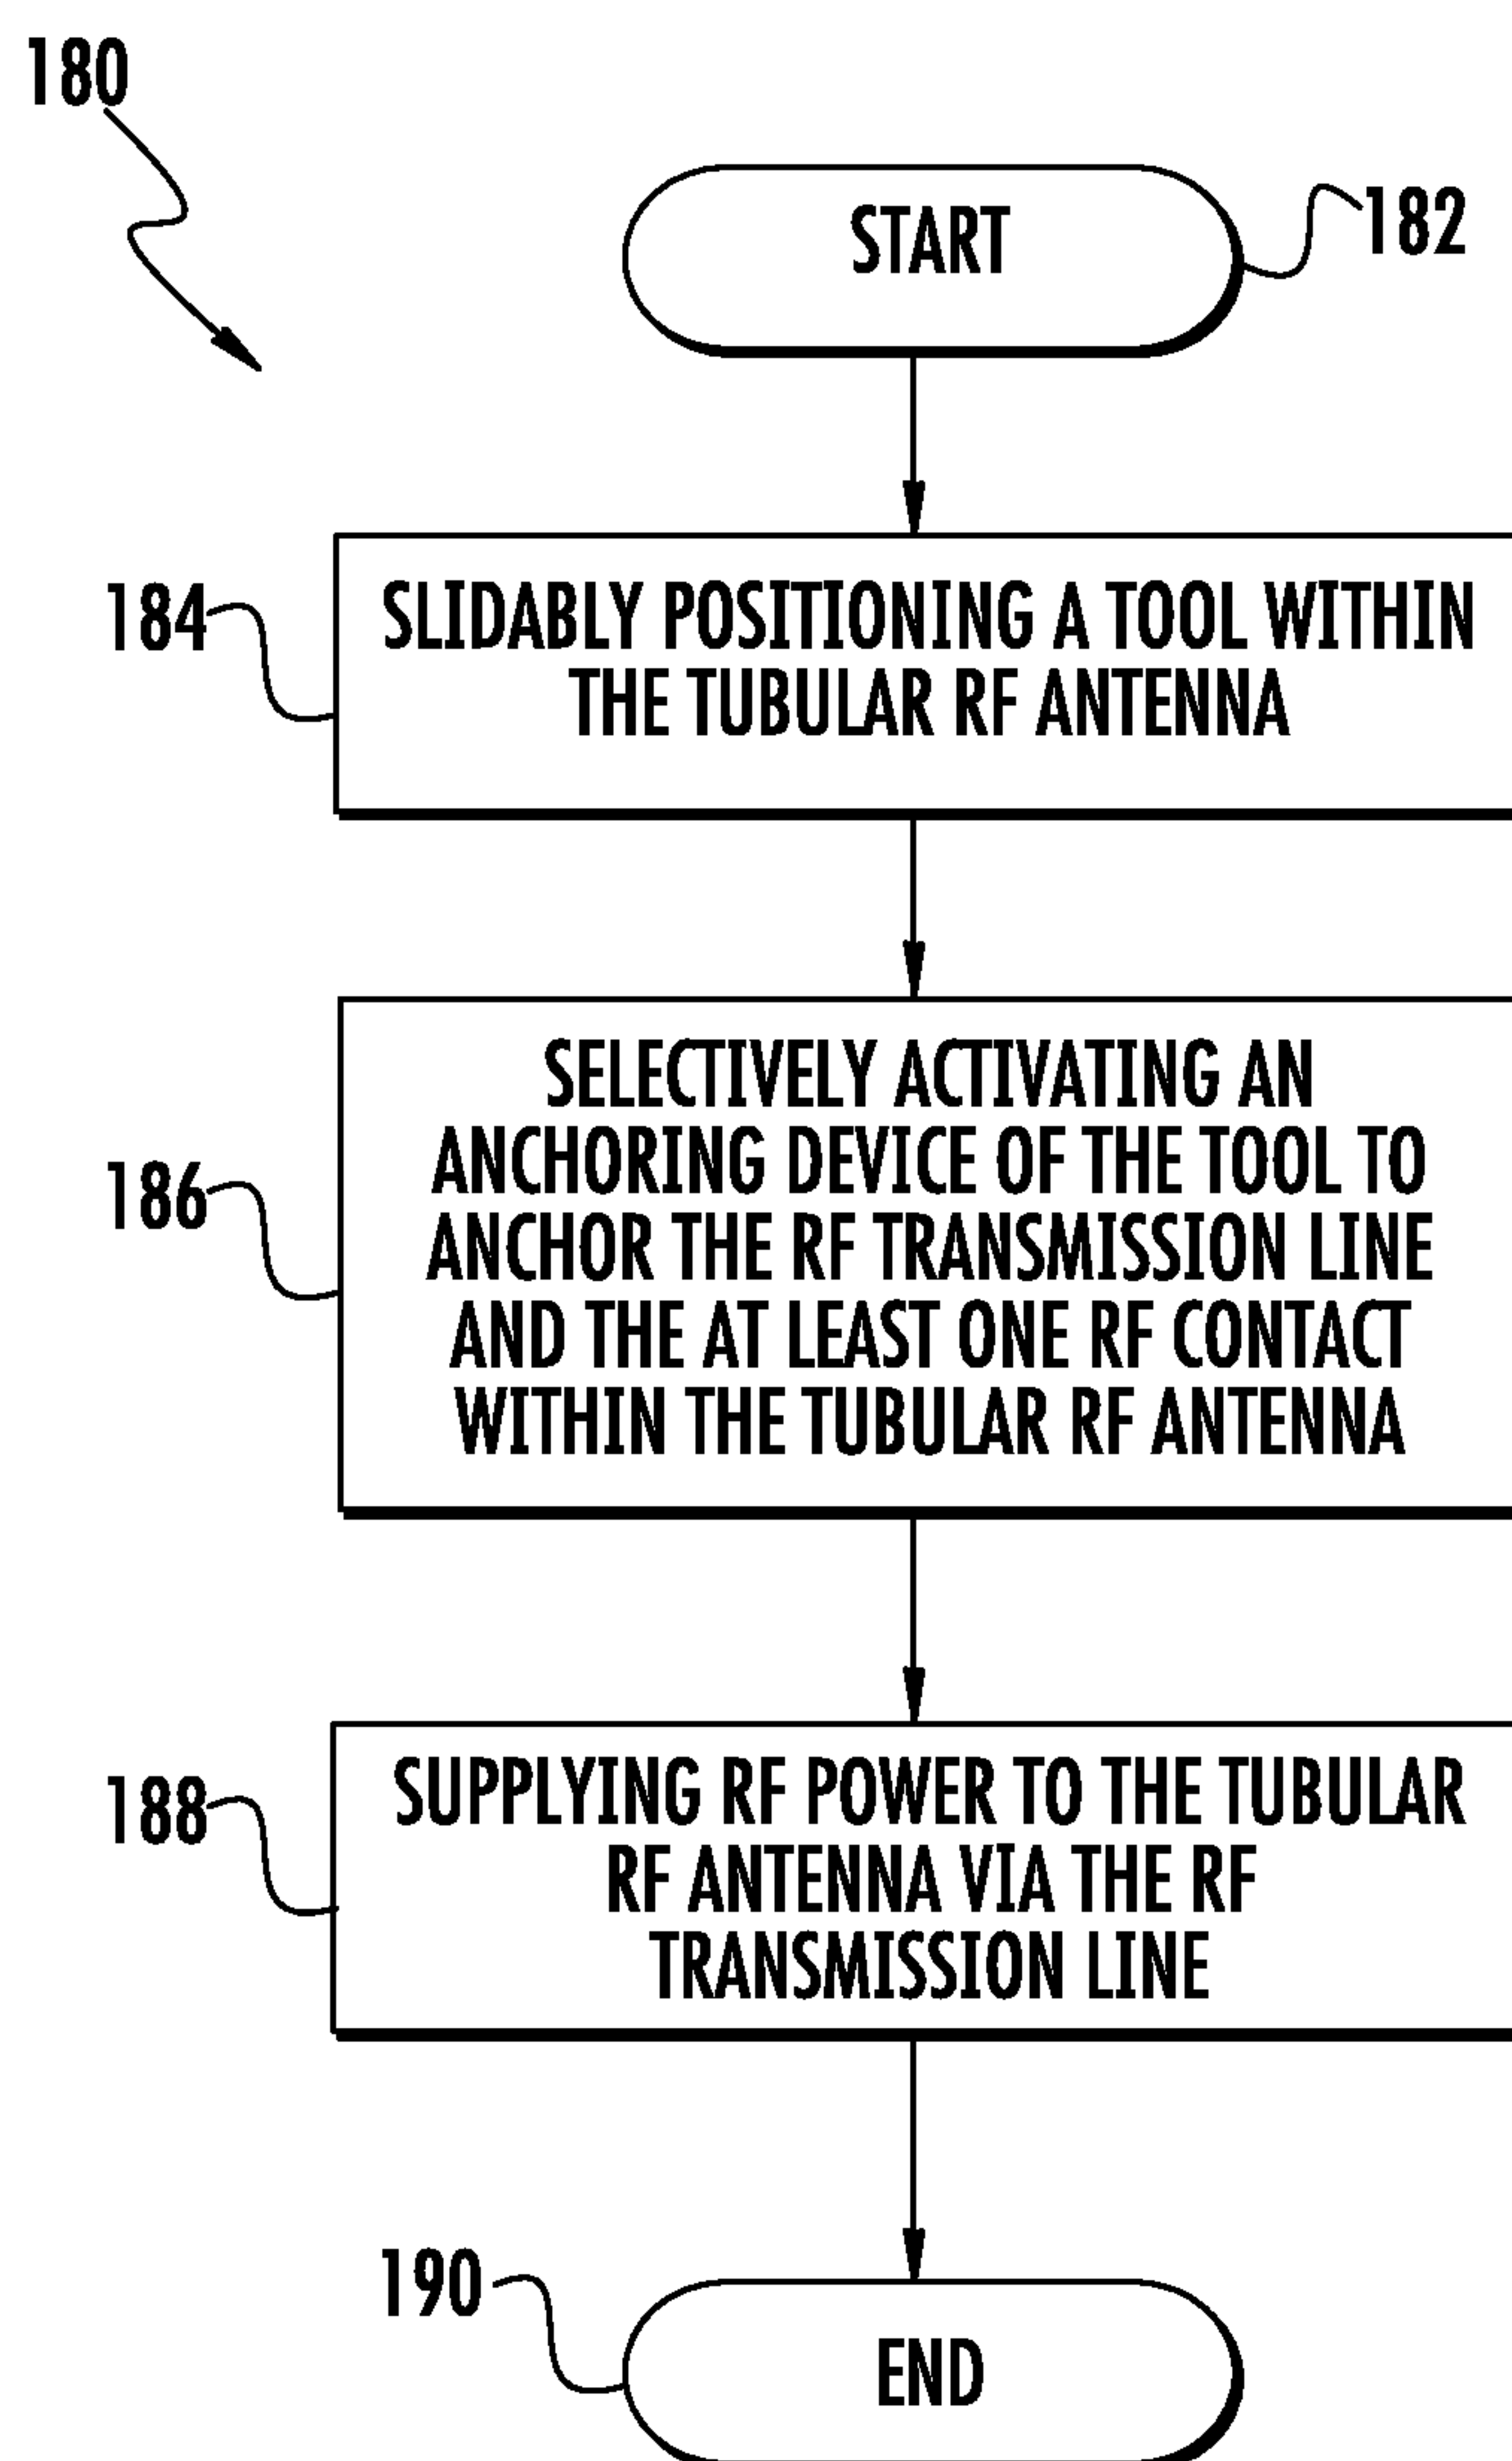 180
START
182
184
SLIDABLY POSITIONING A TOOL WITHIN
THE TUBULAR RF ANTENNA
SELECTIVELY ACTIVATING AN
ANCHORING DEVICE OF THE TOOL TO
186
ANCHOR THE RF TRANSMISSION LINE
AND THE AT LEAST ONE RF CONTACT
WITHIN THE TUBULAR RF ANTENNA
188
SUPPLYING RF POWER TO THE TUBULAR
RF ANTENNA VIA THE RF
TRANSMISSION LINE
190
END